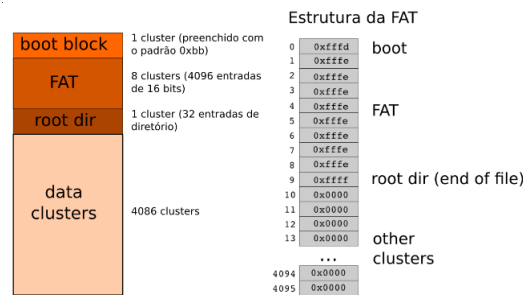 Estrutura da FAT
boot block
1 cluster (preenchido com
o padrão 0xbb)
FAT
8 clusters (4096 entradas
de 16 bits)
root dir
1 cluster (32 entradas de
diretório)
data
clusters
4086 clusters
0 0xfffd boot
1 0xfffe
2 0xfffe
3 0xfffe
4 0xfffe FAT
5 0xfffe
6 0xfffe
7 0xfffe
8 0xfffe
9 0xffff root dir (end of file)
10 0x0000
11 0x0000
12 0x0000
13 0x0000 other
... clusters
4094 0x0000
4095 0x0000